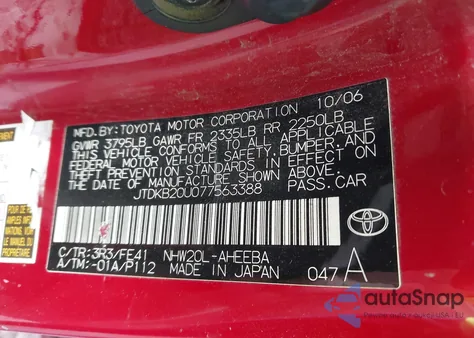 MFD. BY: TOYOTA MOTOR CORPORATION 10/06
GVWR 3795LB GAWR FR 2335LB RR 2250LB
THIS VEHICLE CONFORMS TO ALL APPLICABLE
FEDERAL MOTOR VEHICLE SAFETY AND
THEFT PREVENTION STANDARDS IN EFFECT ON
THE DATE OF MANUFACTURE SHOWN ABOVE.
JTDKB20U077563388 PASS.CAR
C/TR: 3R3/FE41 NHW20L-AHEEBA
A/TM: -01A/P112 MADE IN JAPAN 047 A
TOYOTA
autoSnap